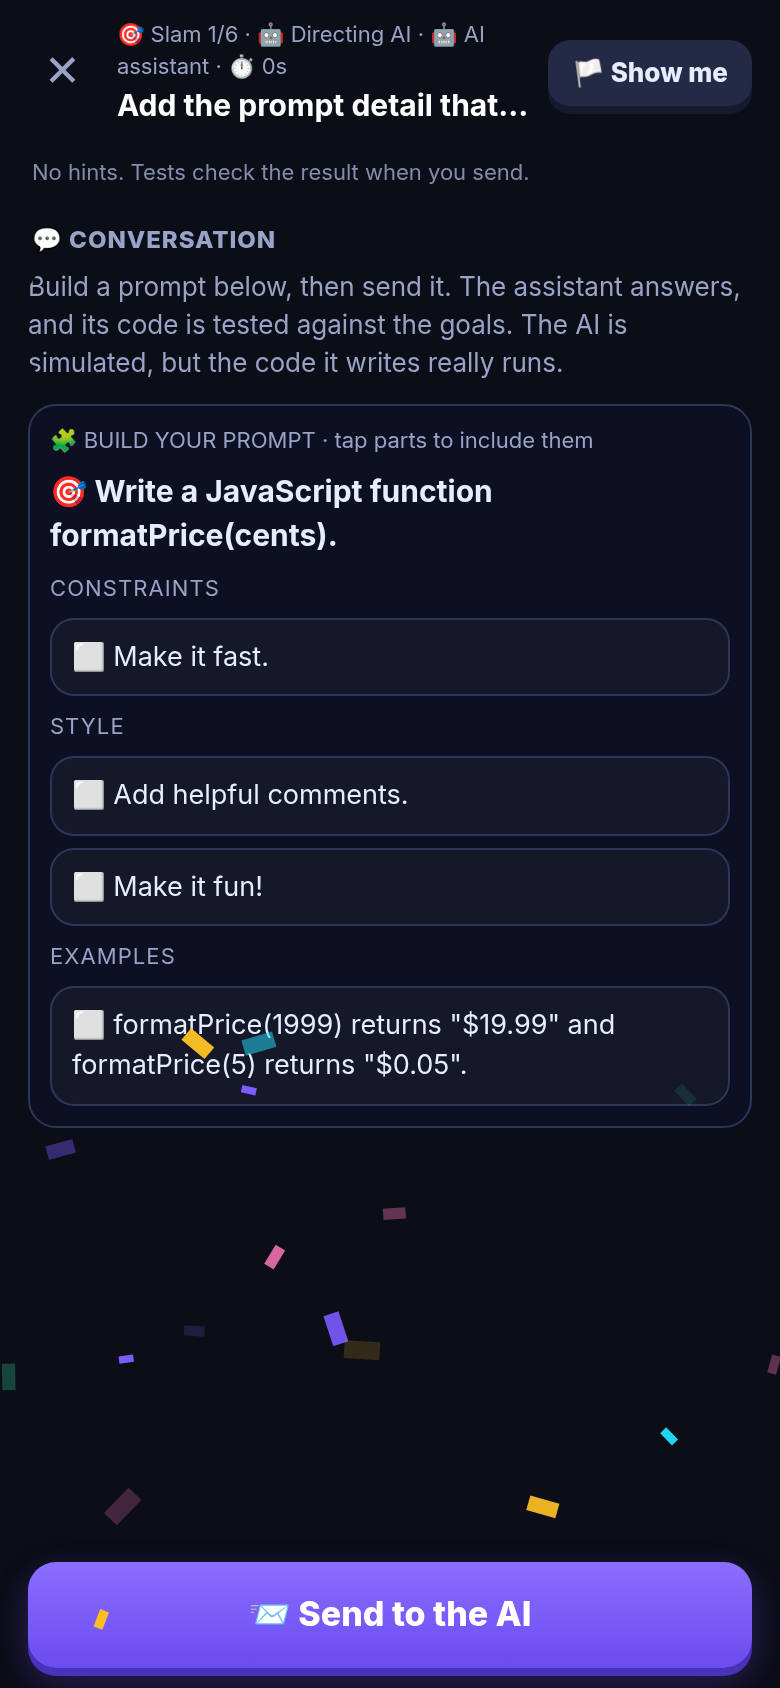 🎯 Slam 1/6 · 🤖 Directing AI · 🤖 AI
assistant · ⏱️ 0s
Add the prompt detail that…
✕
🏳️ Show me
No hints. Tests check the result when you send.
💬 CONVERSATION
Build a prompt below, then send it. The assistant answers,
and its code is tested against the goals. The AI is
simulated, but the code it writes really runs.
🧩 BUILD YOUR PROMPT · tap parts to include them
🎯 Write a JavaScript function
formatPrice(cents).
CONSTRAINTS
⬜ Make it fast.
STYLE
⬜ Add helpful comments.
⬜ Make it fun!
EXAMPLES
⬜ formatPrice(1999) returns "$19.99" and
formatPrice(5) returns "$0.05".
📨 Send to the AI